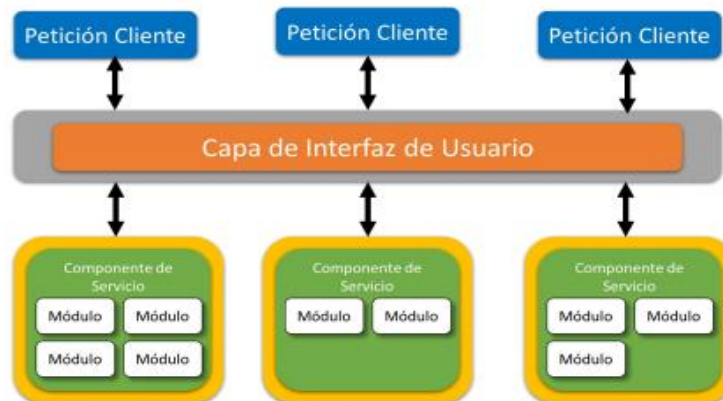 Petición Cliente
Petición Cliente
Petición Cliente
Capa de Interfaz de Usuario
Componente de
Servicio
Módulo Módulo
Módulo Módulo
Componente de
Servicio
Módulo Módulo
Componente de
Servicio
Módulo Módulo
Módulo